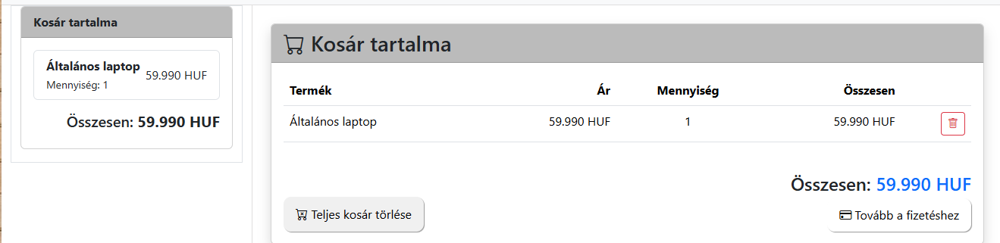 Kosár tartalma
Általános laptop
59.990 HUF
Mennyiség: 1
Összesen: 59.990 HUF
Kosár tartalma
Termék Ár Mennyiség Összesen
Általános laptop 59.990 HUF 1 59.990 HUF
Összesen: 59.990 HUF
Teljes kosár törlése
Tovább a fizetéshez